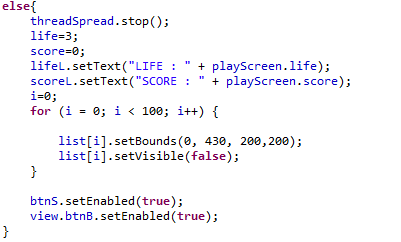 else{
threadSpread.stop();
life=3;
score=0;
lifeL.setText("LIFE : " + playScreen.life);
scoreL.setText("SCORE : " + playScreen.score);
i=0;
for (i = 0; i < 100; i++) {
list[i].setBounds(0, 430, 200,200);
list[i].setVisible(false);
}
btnS.setEnabled(true);
view.btnB.setEnabled(true);
}